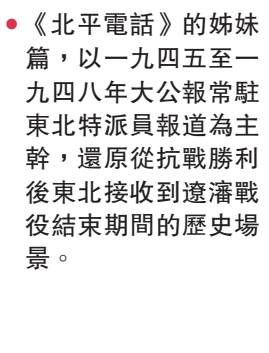 •《北平電話》的姊妹
篇，以一九四五至一
九四八年大公報常駐
東北特派員報道為主
幹，還原從抗戰勝利
後東北接收到遼瀋戰
役結束期間的歷史場
景。